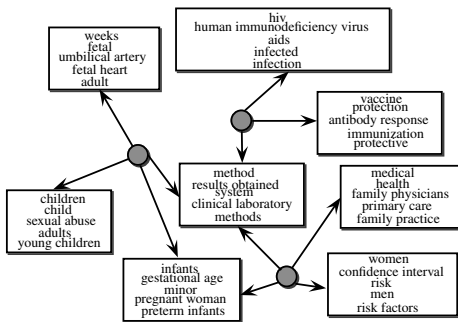 weeks
fetal
umbilical artery
fetal heart
adult
hiv
human immunodeficiency virus
aids
infected
infection
vaccine
protection
antibody response
immunization
protective
method
results obtained
system
clinical laboratory
methods
medical
health
family physicians
primary care
family practice
children
child
sexual abuse
adults
young children
infants
gestational age
minor
pregnant woman
preterm infants
women
confidence interval
risk
men
risk factors